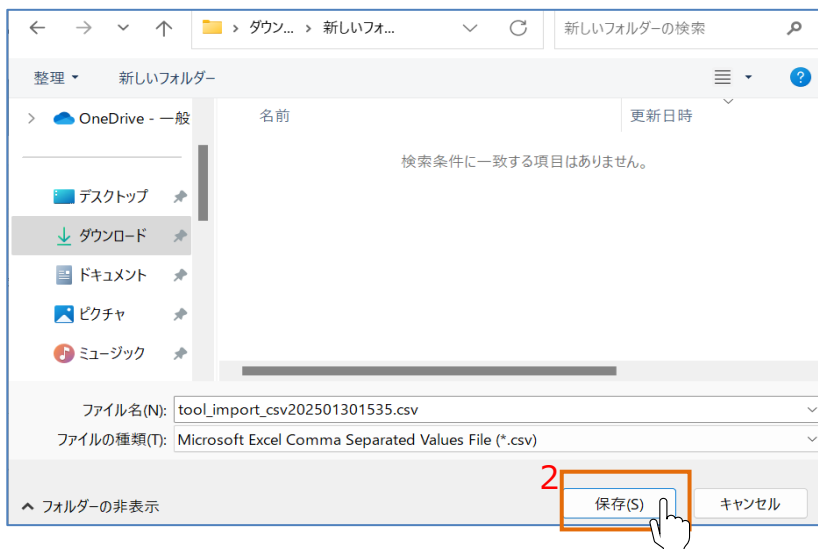 ダウン... › 新しいフォ...
新しいフォルダーの検索
整理
新しいフォルダー
?
OneDrive - 一般
名前
更新日時
検索条件に一致する項目はありません。
デスクトップ
ダウンロード
ドキュメント
ピクチャ
ミュージック
ファイル名(N): tool_import_csv202501301535.csv
ファイルの種類(T): Microsoft Excel Comma Separated Values File (*.csv)
2
フォルダーの非表示
保存(S)
キャンセル